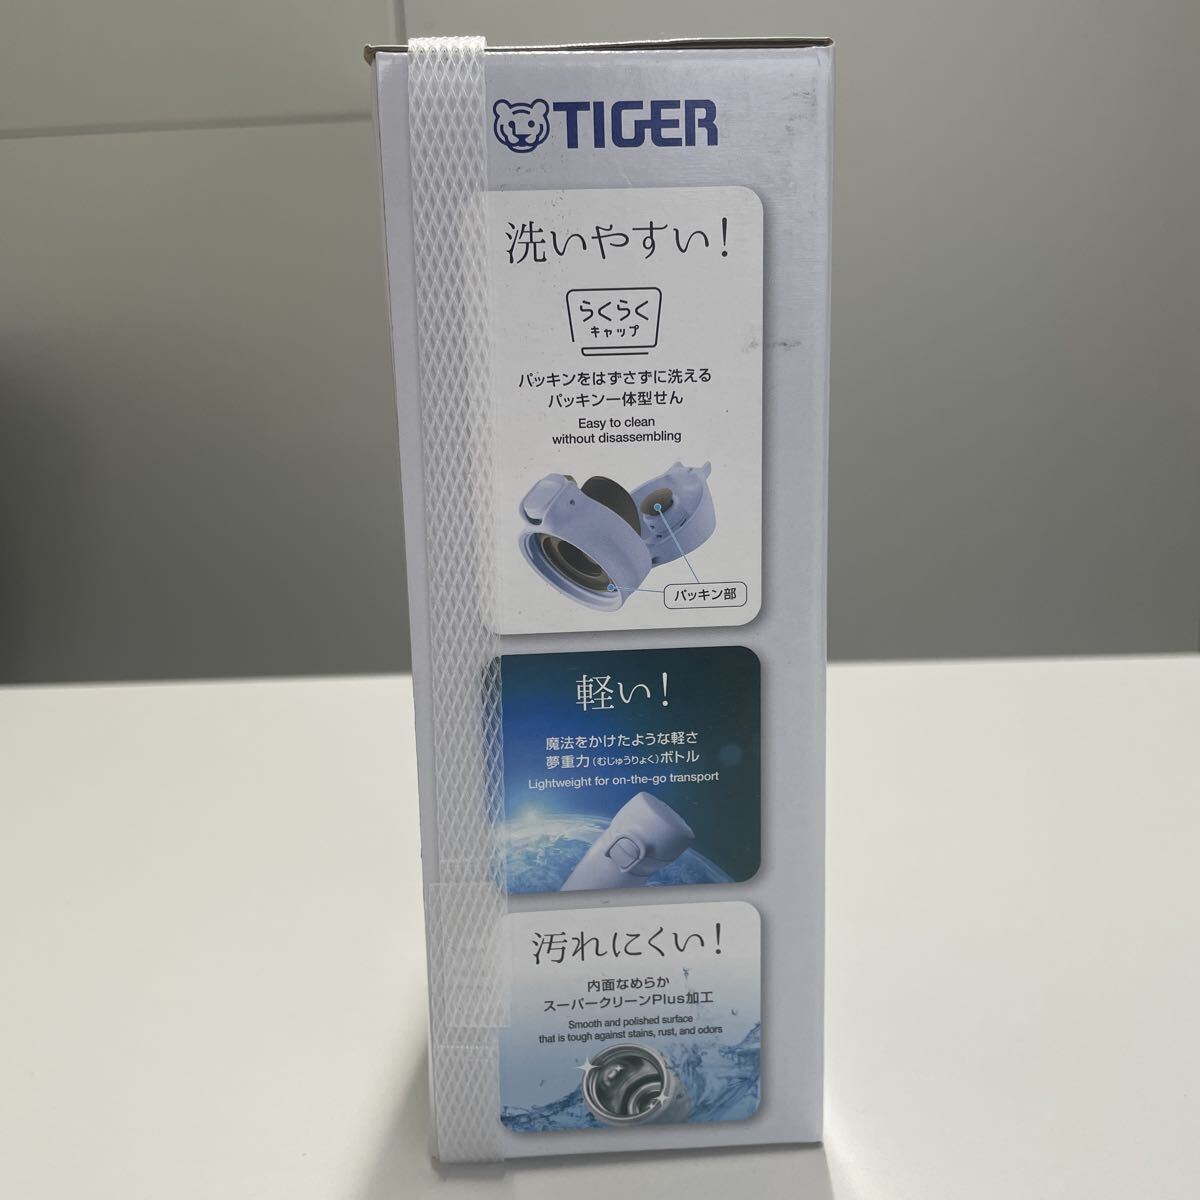 TIGER
洗いやすい！
らくらく
キャップ
パッキンをはずさずに洗える
パッキン一体型せん
Easy to clean
without disassembling
パッキン部
軽い！
魔法をかけたような軽さ
夢重力(むじゅうりょく)ボトル
Lightweight for on-the-go transport
汚れにくい！
内面なめらか
スーパークリーンPlus加工
Smooth and polished surface
that is tough against stains, rust, and odors